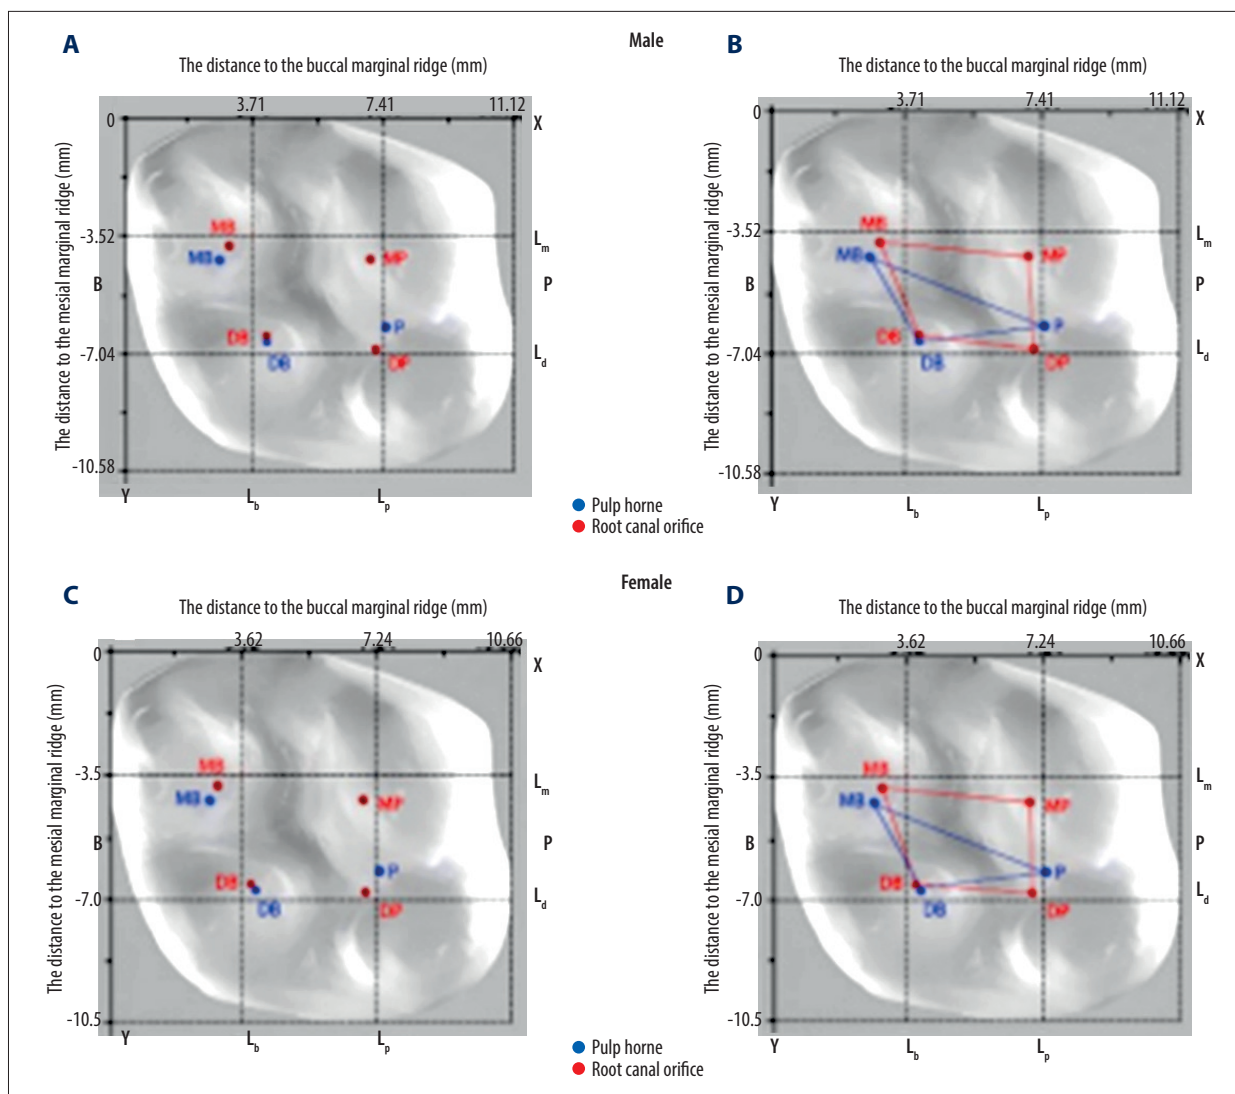 Male
A
The distance to the buccal marginal ridge (mm)
3.71 7.41 11.12
0 X
The distance to the mesial marginal ridge (mm)
-3.52 Lm
MB
MB MP
B P
P
DB
DB DP
-7.04 Ld
-10.58
Y Lb Lp
B
The distance to the buccal marginal ridge (mm)
3.71 7.41 11.12
0 X
The distance to the mesial marginal ridge (mm)
-3.52 Lm
MB
MB MP
B P
P
DB
DB DP
-7.04 Ld
-10.58
Y Lb Lp
Pulp horne
Root canal orifice
Female
C
The distance to the buccal marginal ridge (mm)
3.62 7.24 10.66
0 X
The distance to the mesial marginal ridge (mm)
-3.5 Lm
MB
MB MP
B P
P
DB
DB DP
-7.0 Ld
-10.5
Y Lb Lp
D
The distance to the buccal marginal ridge (mm)
3.62 7.24 10.66
0 X
The distance to the mesial marginal ridge (mm)
-3.5 Lm
MB
MB MP
B P
P
DB
DB DP
-7.0 Ld
-10.5
Y Lb Lp
Pulp horne
Root canal orifice